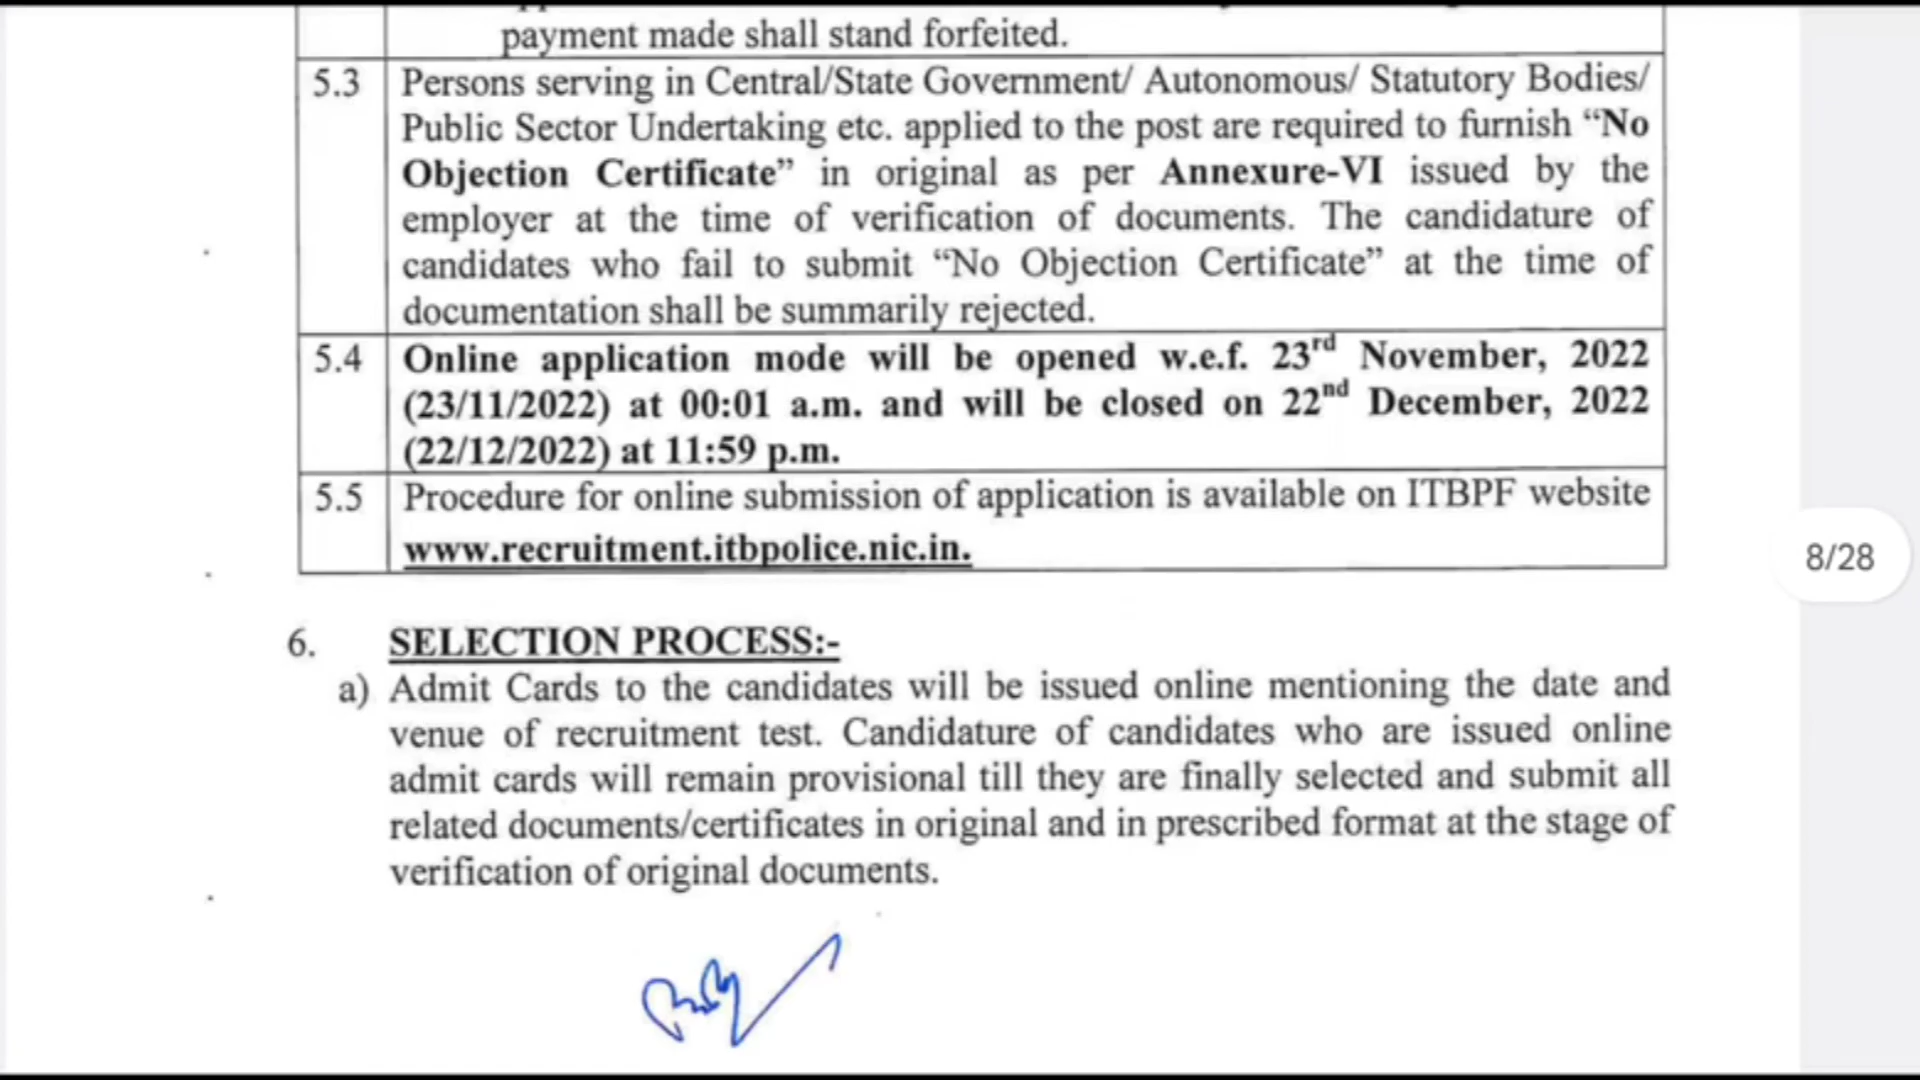 payment made shall stand forfeited.
5.3 Persons serving in Central/State Government/ Autonomous/ Statutory Bodies/
Public Sector Undertaking etc. applied to the post are required to furnish “No
Objection Certificate” in original as per Annexure-VI issued by the
employer at the time of verification of documents. The candidature of
candidates who fail to submit “No Objection Certificate” at the time of
documentation shall be summarily rejected.
5.4 Online application mode will be opened w.e.f. 23rd November, 2022
(23/11/2022) at 00:01 a.m. and will be closed on 22nd December, 2022
(22/12/2022) at 11:59 p.m.
5.5 Procedure for online submission of application is available on ITBPF website
www.recruitment.itbpolice.nic.in.
8/28
6. SELECTION PROCESS:-
a) Admit Cards to the candidates will be issued online mentioning the date and
venue of recruitment test. Candidature of candidates who are issued online
admit cards will remain provisional till they are finally selected and submit all
related documents/certificates in original and in prescribed format at the stage of
verification of original documents.